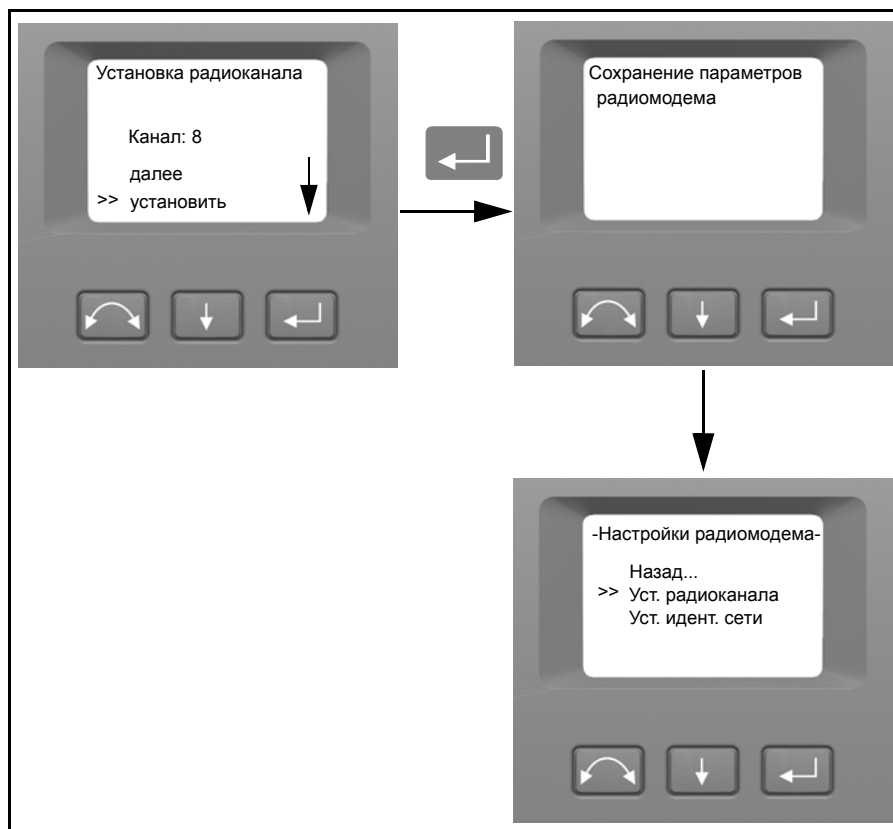 Установка радиоканала
Канал: 8
далее
>> установить
Сохранение параметров
радиомодема
-Настройки радиомодема-
Назад...
>> Уст. радиоканала
Уст. идент. сети